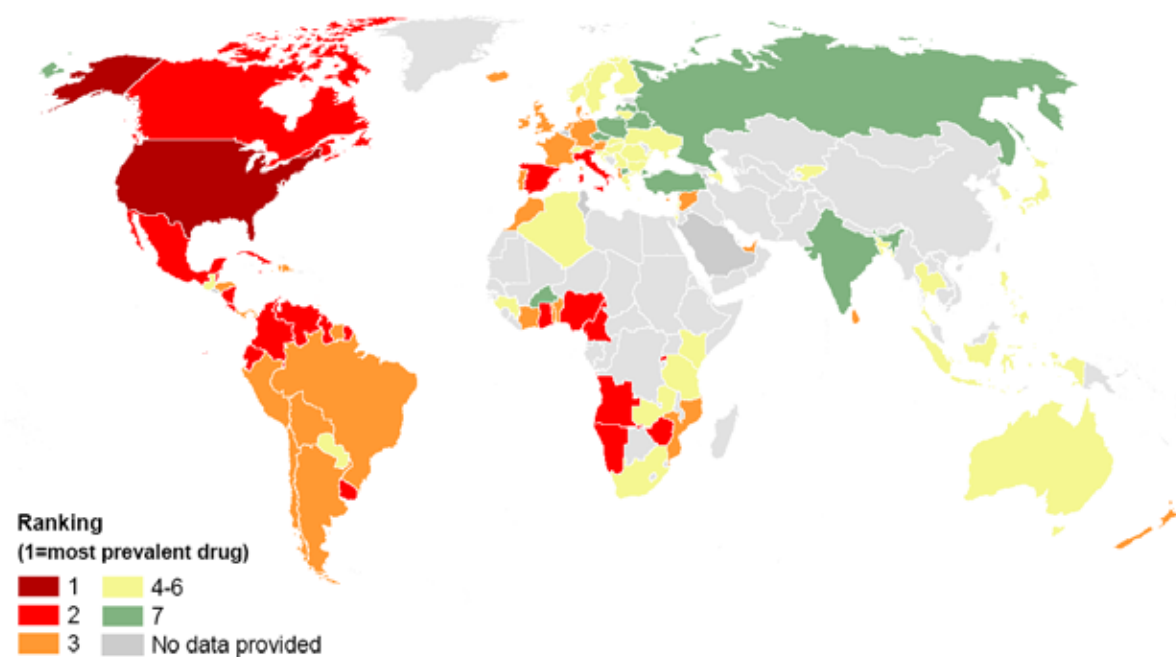 Ranking
(1=most prevalent drug)
1
4-6
2
7
3
No data provided